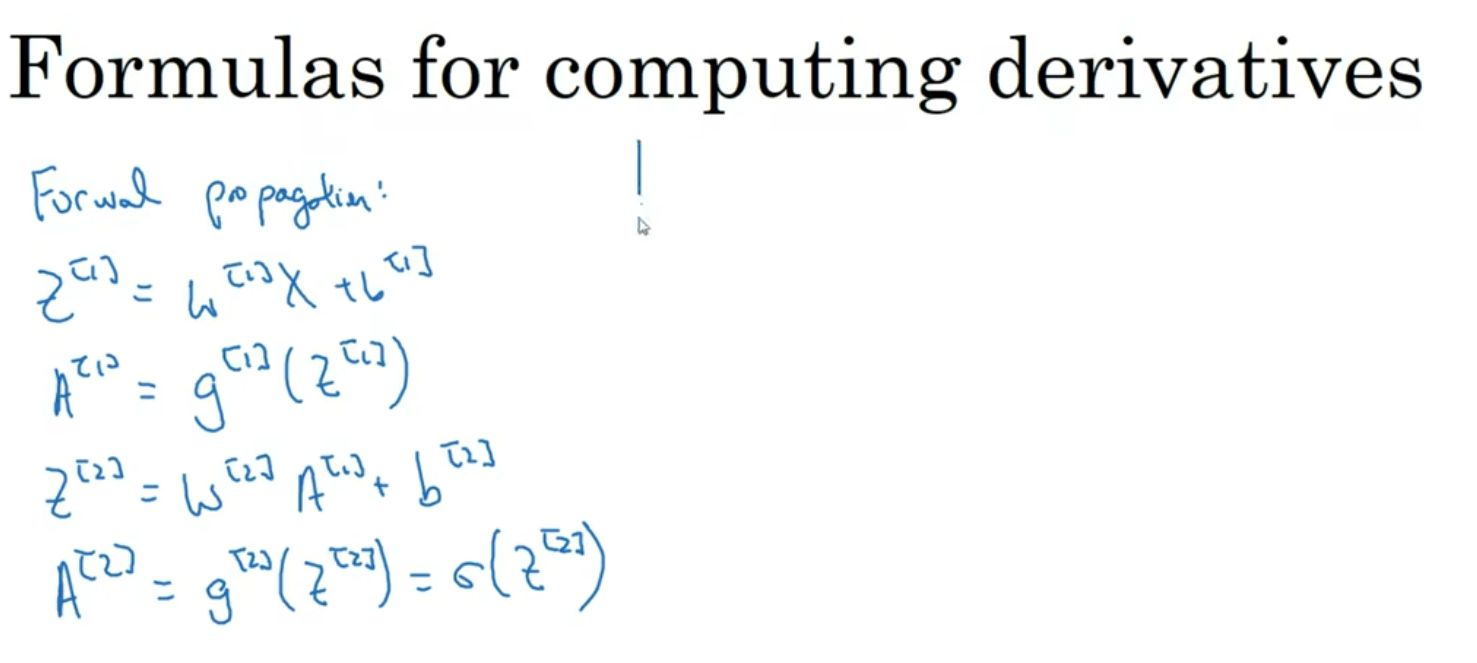 Formulas for computing derivatives
Forward propagation:
Z^[1] = W^[1]X + b^[1]
A^[1] = g^[1](Z^[1])
Z^[2] = W^[2] A^[1] + b^[2]
A^[2] = g^[2](Z^[2]) = σ(Z^[2])